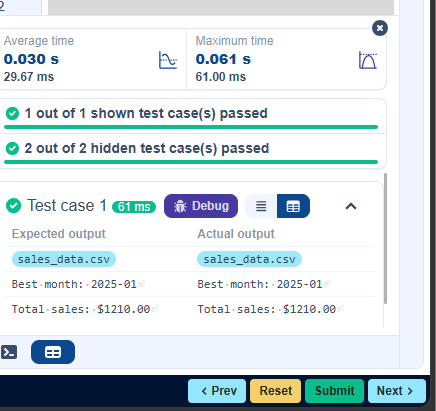 2
Average time
0.030 s
29.67 ms
Maximum time
0.061 s
61.00 ms
1 out of 1 shown test case(s) passed
2 out of 2 hidden test case(s) passed
Test case 1 61 ms Debug
Expected output
sales_data.csv
Best·month:·2025-01
Total·sales:·$1210.00
Actual output
sales_data.csv
Best·month:·2025-01
Total·sales:·$1210.00
< Prev Reset Submit Next >